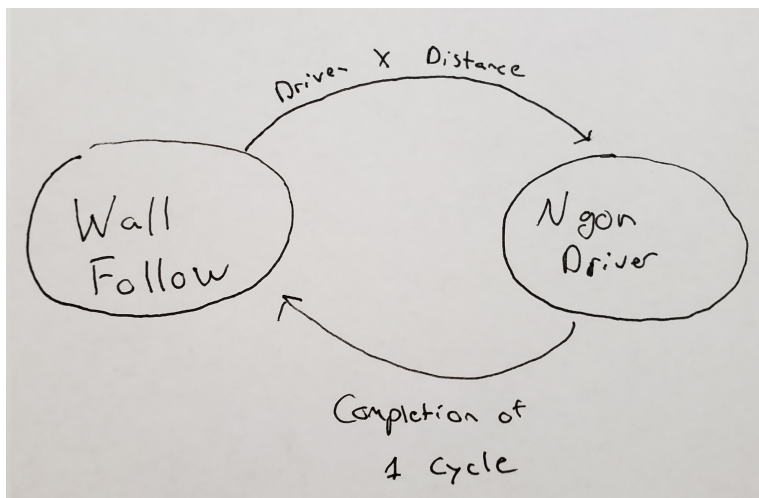 Driven X Distance
Wall
Follow
N gon
Driver
Completion of
1 Cycle